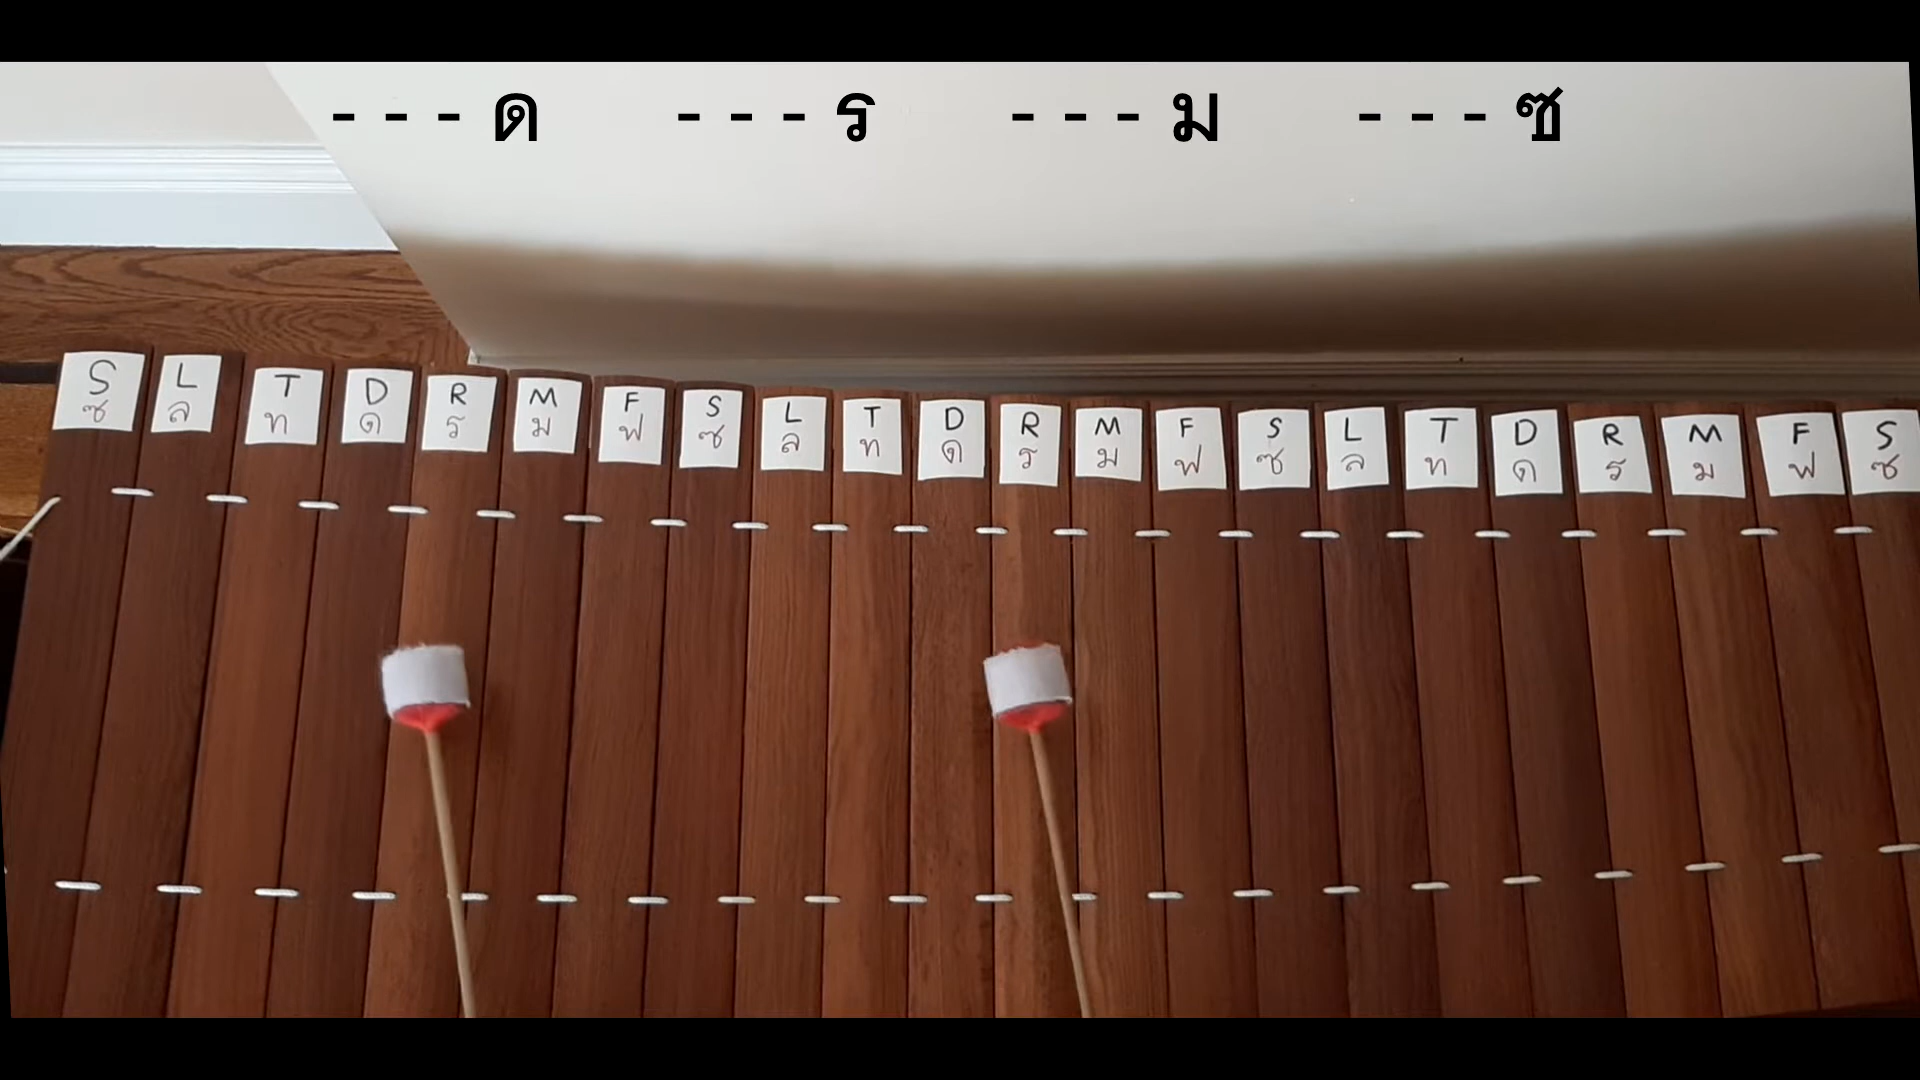 - - - ด - - - ร - - - ม - - - ซ
S L T D R M F S L T D R M F S L T D R M F S
ซ ล ท ด ร ม ฟ ซ ล ท ด ร ม ฟ ซ ล ท ด ร ม ฟ ซ